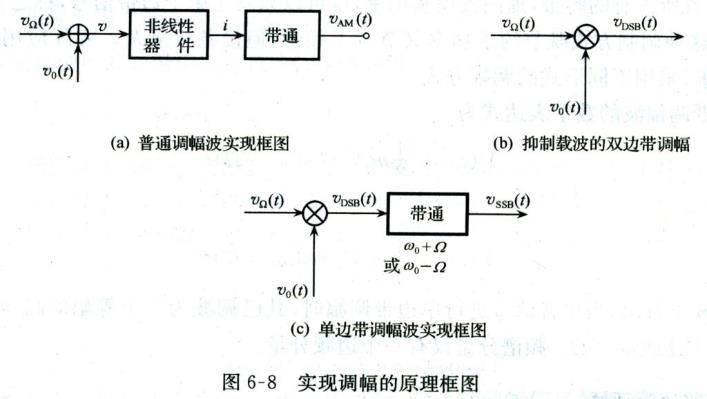 v_Ω(t)
v
非线性
器 件
i
带通
v_AM(t)
v_0(t)
(a) 普通调幅波实现框图
v_Ω(t)
v_DSB(t)
v_0(t)
(b) 抑制载波的双边带调幅
v_Ω(t)
v_DSB(t)
带通
v_SSB(t)
ω_0+Ω
或 ω_0-Ω
v_0(t)
(c) 单边带调幅波实现框图
图 6-8 实现调幅的原理框图